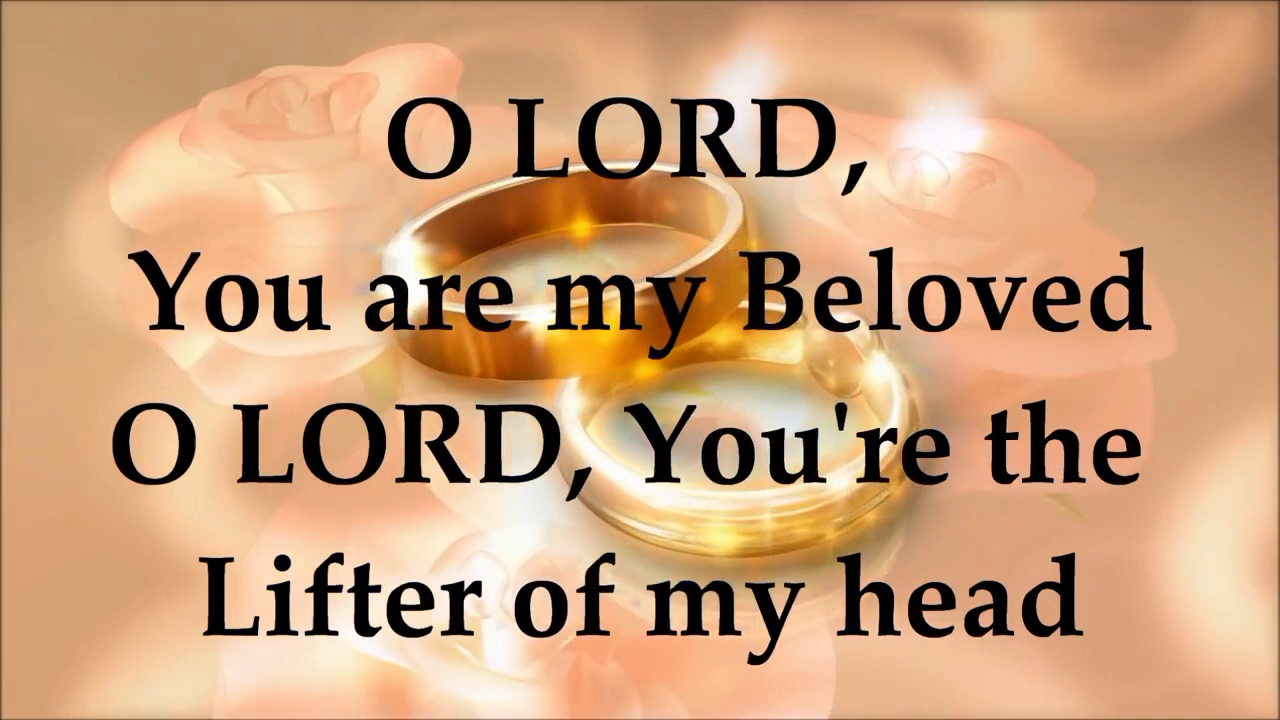 O LORD,
You are my Beloved
O LORD, You're the
Lifter of my head